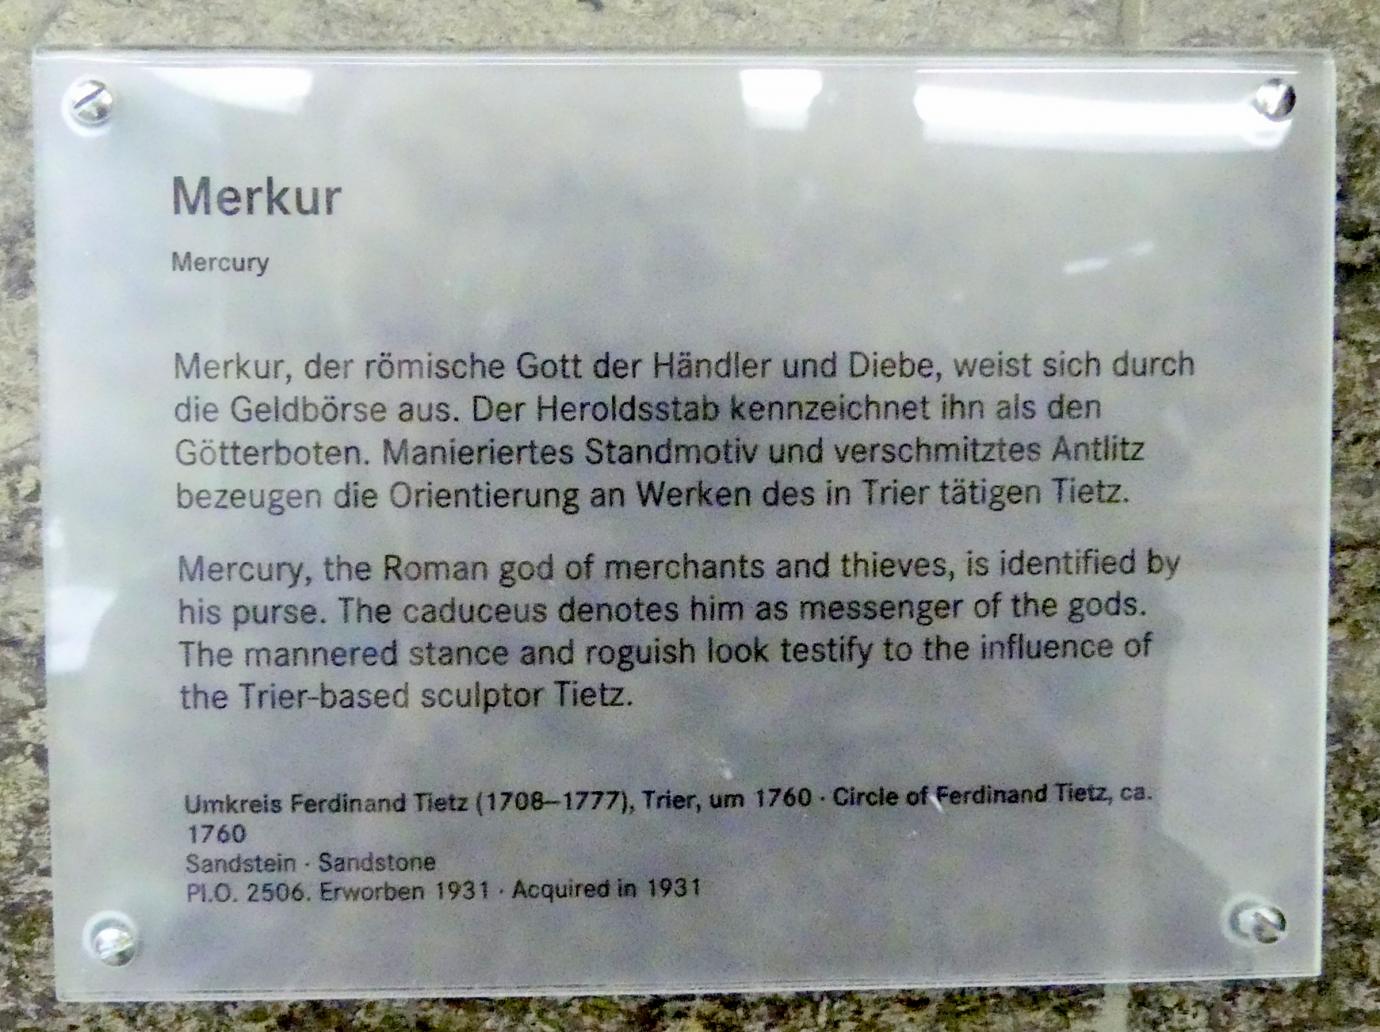 Merkur
Mercury
Merkur, der römische Gott der Händler und Diebe, weist sich durch
die Geldbörse aus. Der Heroldsstab kennzeichnet ihn als den
Götterboten. Manieriertes Standmotiv und verschmitztes Antlitz
bezeugen die Orientierung an Werken des in Trier tätigen Tietz.
Mercury, the Roman god of merchants and thieves, is identified by
his purse. The caduceus denotes him as messenger of the gods.
The mannered stance and roguish look testify to the influence of
the Trier-based sculptor Tietz.
Umkreis Ferdinand Tietz (1708–1777), Trier, um 1760 · Circle of Ferdinand Tietz, ca.
1760
Sandstein · Sandstone
Pl.O. 2506. Erworben 1931 · Acquired in 1931